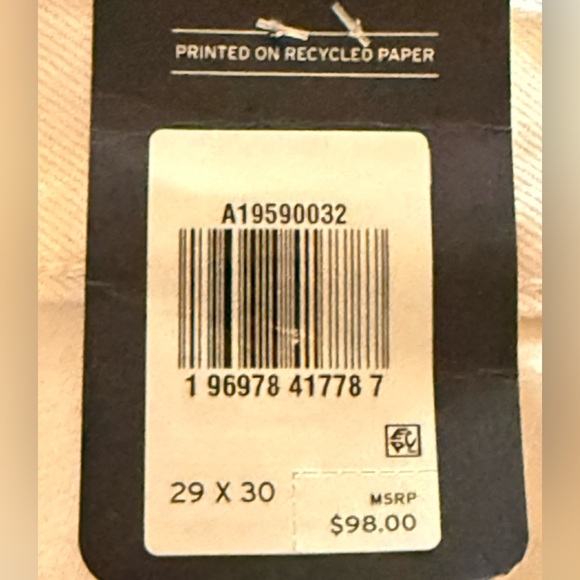 PRINTED ON RECYCLED PAPER
A19590032
1 96978 41778 7
29 X 30
MSRP
$98.00